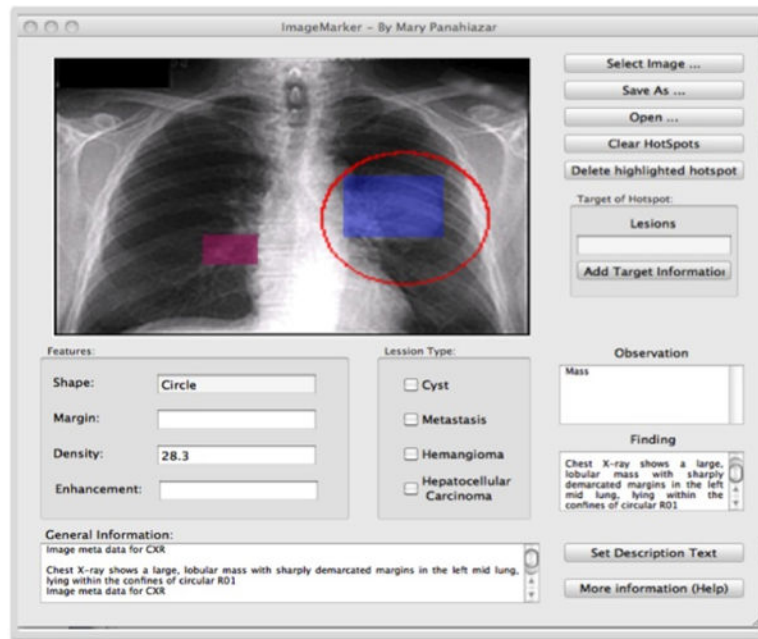 ImageMarker - By Mary Panahiazar
Select Image ...
Save As ...
Open ...
Clear HotSpots
Delete highlighted hotspot
Target of Hotspot:
Lesions
Add Target Information
Features:
Shape: Circle
Margin:
Density: 28.3
Enhancement:
Lession Type:
Cyst
Metastasis
Hemangioma
Hepatocellular
Carcinoma
Observation
Mass
Finding
Chest X-ray shows a large,
lobular mass with sharply
demarcated margins in the left
mid lung, lying within the
confines of circular R01
General Information:
Image meta data for CXR
Chest X-ray shows a large, lobular mass with sharply demarcated margins in the left mid lung,
lying within the confines of circular R01
Image meta data for CXR
Set Description Text
More information (Help)